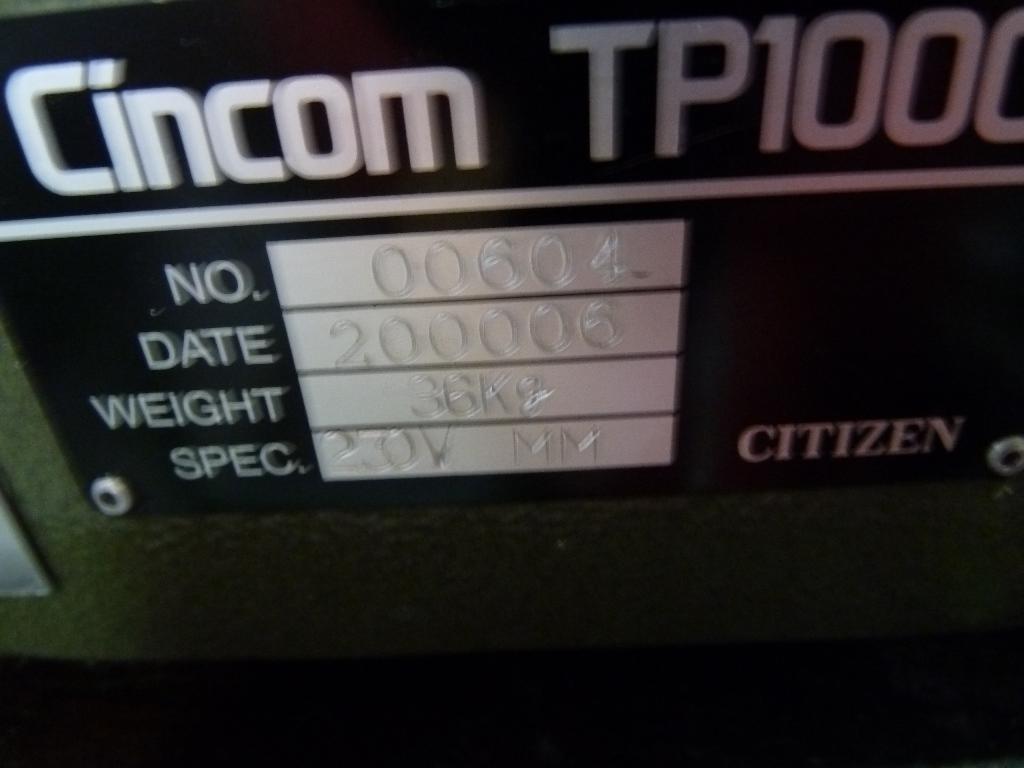 Cincom TP1000
NO. 00604
DATE 200006
WEIGHT 36Kg
SPEC. 230V MM
CITIZEN